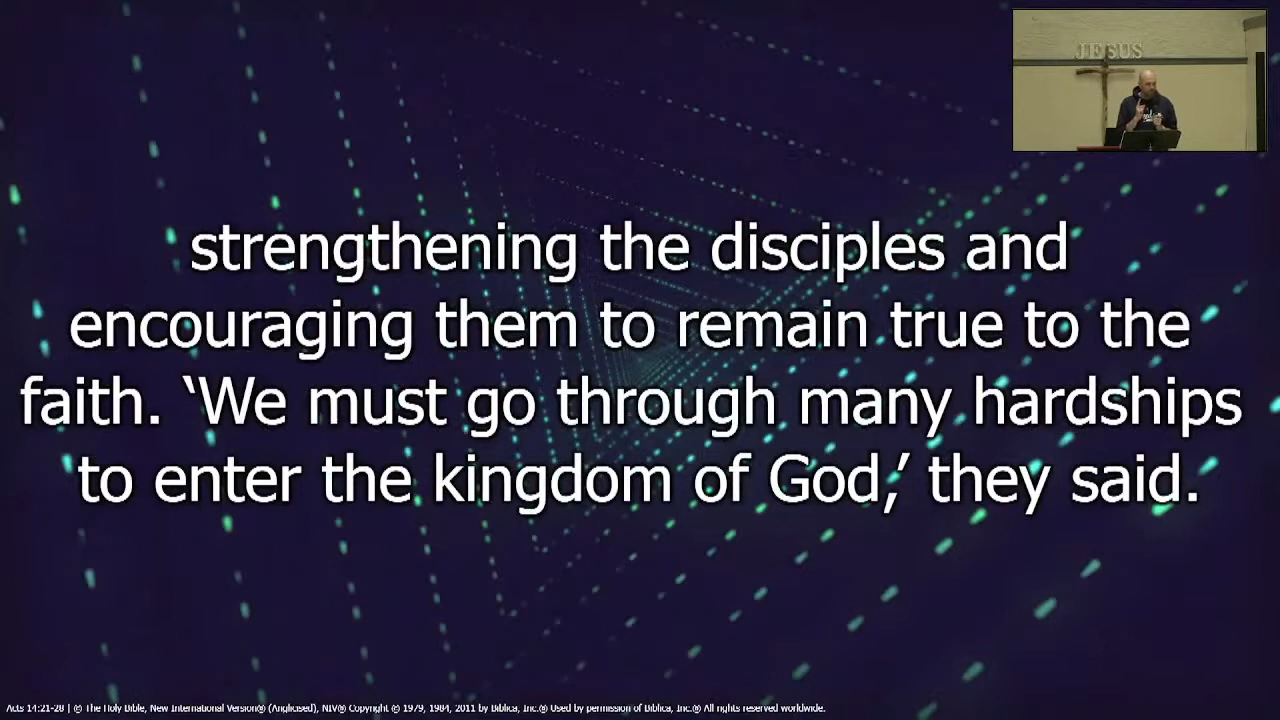 JESUS
strengthening the disciples and
encouraging them to remain true to the
faith. ‘We must go through many hardships
to enter the kingdom of God,’ they said.
Acts 14:21-28 | © The Holy Bible, New International Version® (Anglicised), NIV® Copyright © 1979, 1984, 2011 by Biblica, Inc.® Used by permission of Biblica, Inc.® All rights reserved worldwide.